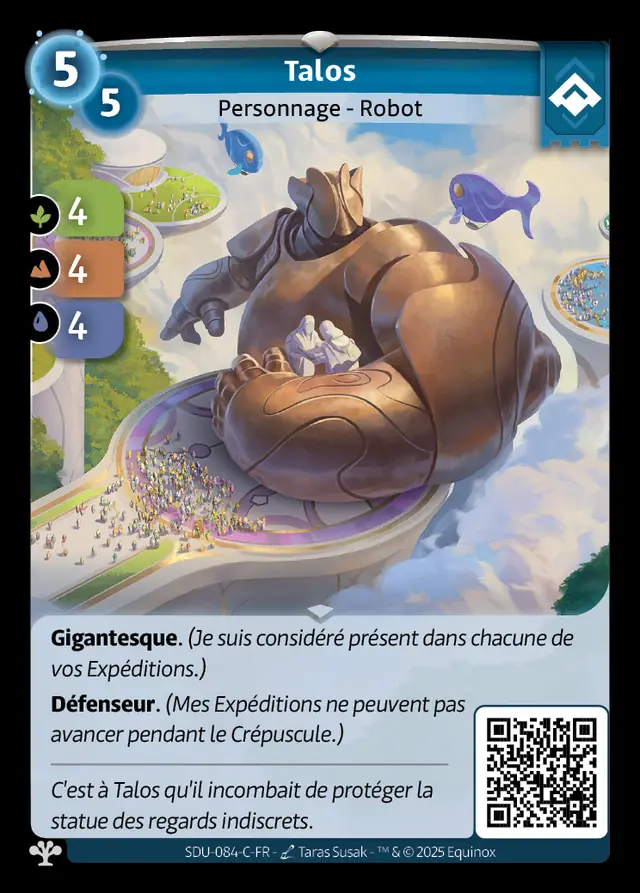 5
5
Talos
Personnage - Robot
4
4
4
Gigantesque. (Je suis considéré présent dans chacune de
vos Expéditions.)
Défenseur. (Mes Expéditions ne peuvent pas
avancer pendant le Crépuscule.)
C'est à Talos qu'il incombait de protéger la
statue des regards indiscrets.
SDU-084-C-FR - Taras Susak - ™ & © 2025 Equinox